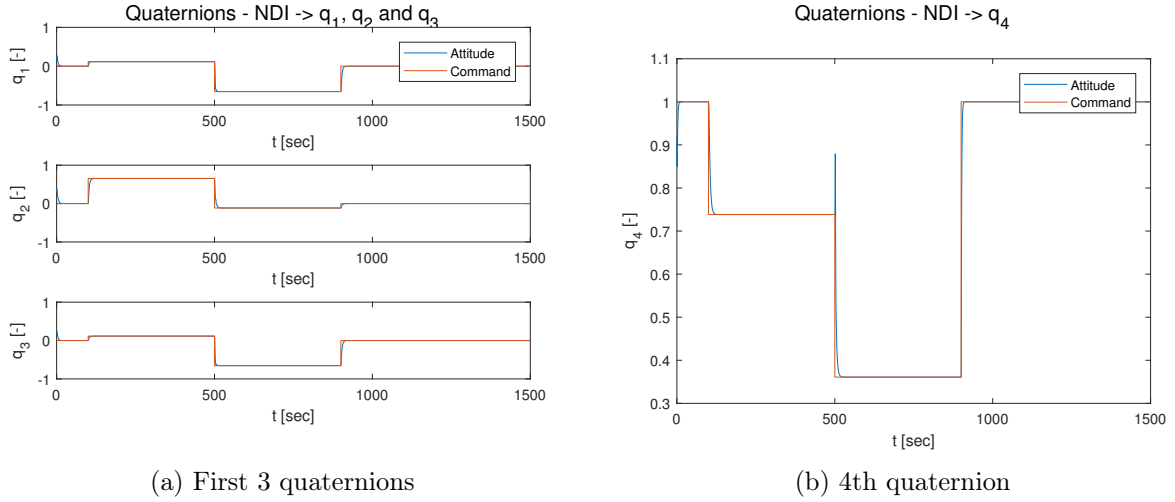 Quaternions - NDI -> q₁, q₂ and q₃
1
0
-1
q₁ [-]
Attitude
Command
0 500 1000 1500
t [sec]
1
0
-1
q₂ [-]
0 500 1000 1500
t [sec]
1
0
-1
q₃ [-]
0 500 1000 1500
t [sec]
(a) First 3 quaternions
Quaternions - NDI -> q₄
1.1
1
0.9
0.8
0.7
0.6
0.5
0.4
0.3
q₄ [-]
Attitude
Command
0 500 1000 1500
t [sec]
(b) 4th quaternion